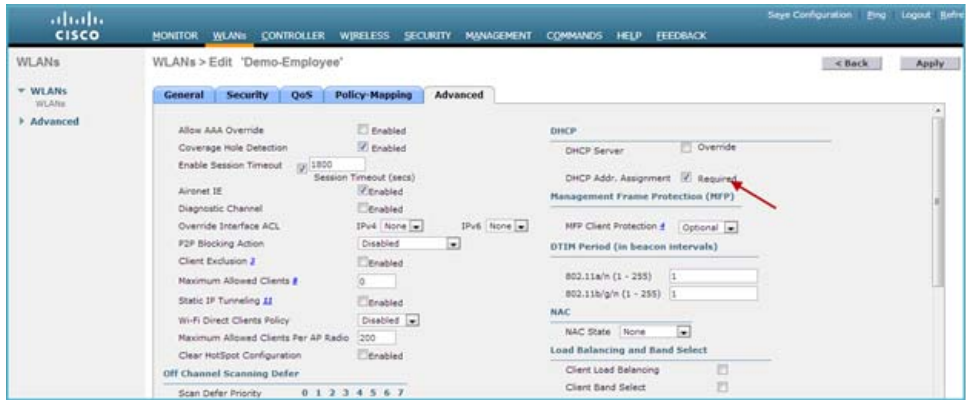 Save Configuration Ping Logout Refre
CISCO
MONITOR WLANs CONTROLLER WIRELESS SECURITY MANAGEMENT COMMANDS HELP FEEDBACK
WLANs
WLANs
WLANs
Advanced
WLANs > Edit 'Demo-Employee'
< Back Apply
General Security QoS Policy-Mapping Advanced
Allow AAA Override Enabled
Coverage Hole Detection Enabled
Enable Session Timeout 1800
Session Timeout (secs)
Aironet IE Enabled
Diagnostic Channel Enabled
Override Interface ACL IPv4 None IPv6 None
P2P Blocking Action Disabled
Client Exclusion 3 Enabled
Maximum Allowed Clients 8 0
Static IP Tunneling 11 Enabled
Wi-Fi Direct Clients Policy Disabled
Maximum Allowed Clients Per AP Radio 200
Clear HotSpot Configuration Enabled
Off Channel Scanning Defer
Scan Defer Priority 0 1 2 3 4 5 6 7
DHCP
DHCP Server Override
DHCP Addr. Assignment Required
Management Frame Protection (MFP)
MFP Client Protection 4 Optional
DTIM Period (in beacon intervals)
802.11a/n (1 - 255) 1
802.11b/g/n (1 - 255) 1
NAC
NAC State None
Load Balancing and Band Select
Client Load Balancing
Client Band Select